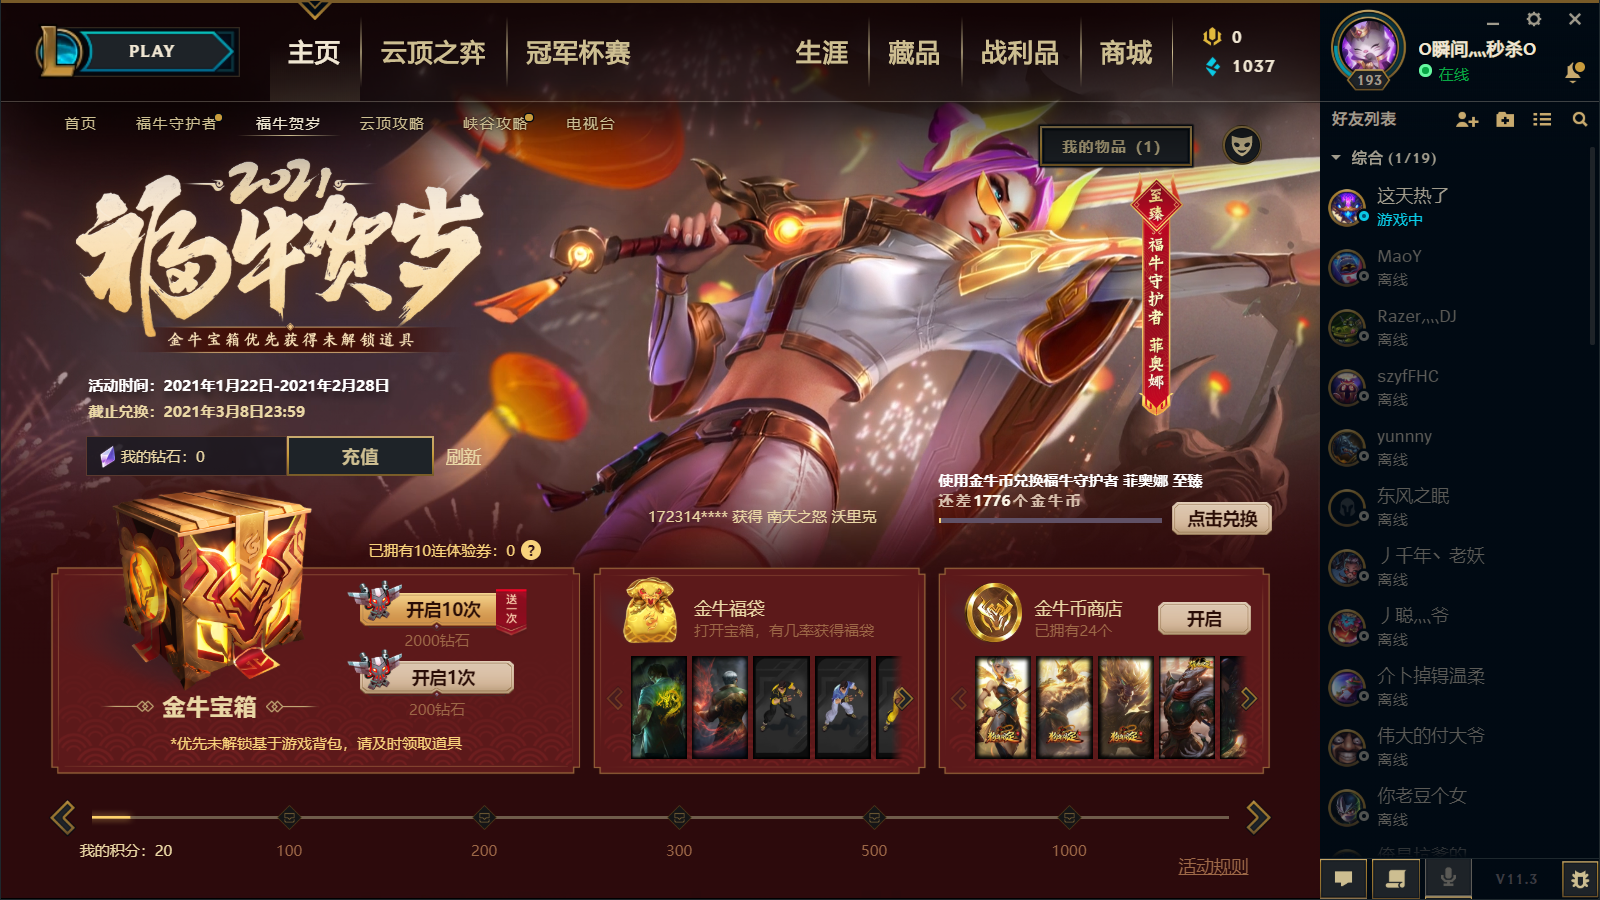 PLAY
主页
云顶之弈
冠军杯赛
生涯
藏品
战利品
商城
0
1037
193
O瞬间灬秒杀O
在线
首页
福牛守护者
福牛贺岁
云顶攻略
峡谷攻略
电视台
我的物品（1）
2021
福牛贺岁
金牛宝箱优先获得未解锁道具
活动时间：2021年1月22日-2021年2月28日
截止兑换：2021年3月8日23:59
我的钻石：0
充值
刷新
至臻
福牛守护者 菲奥娜
使用金牛币兑换福牛守护者 菲奥娜 至臻
还差1776个金牛币
点击兑换
172314**** 获得 南天之怒 沃里克
已拥有10连体验券：0 ?
开启10次
送一次
2000钻石
开启1次
200钻石
金牛宝箱
*优先未解锁基于游戏背包，请及时领取道具
金牛福袋
打开宝箱，有几率获得福袋
金牛币商店
已拥有24个
开启
我的积分：20
100
200
300
500
1000
活动规则
好友列表
综合 (1/19)
这天热了
游戏中
MaoY
离线
Razer灬DJ
离线
szyfFHC
离线
yunnny
离线
东风之眠
离线
丿千年丶老妖
离线
丿聪灬爷
离线
介卜掉锝温柔
离线
伟大的付大爷
离线
你老豆个女
离线
V11.3